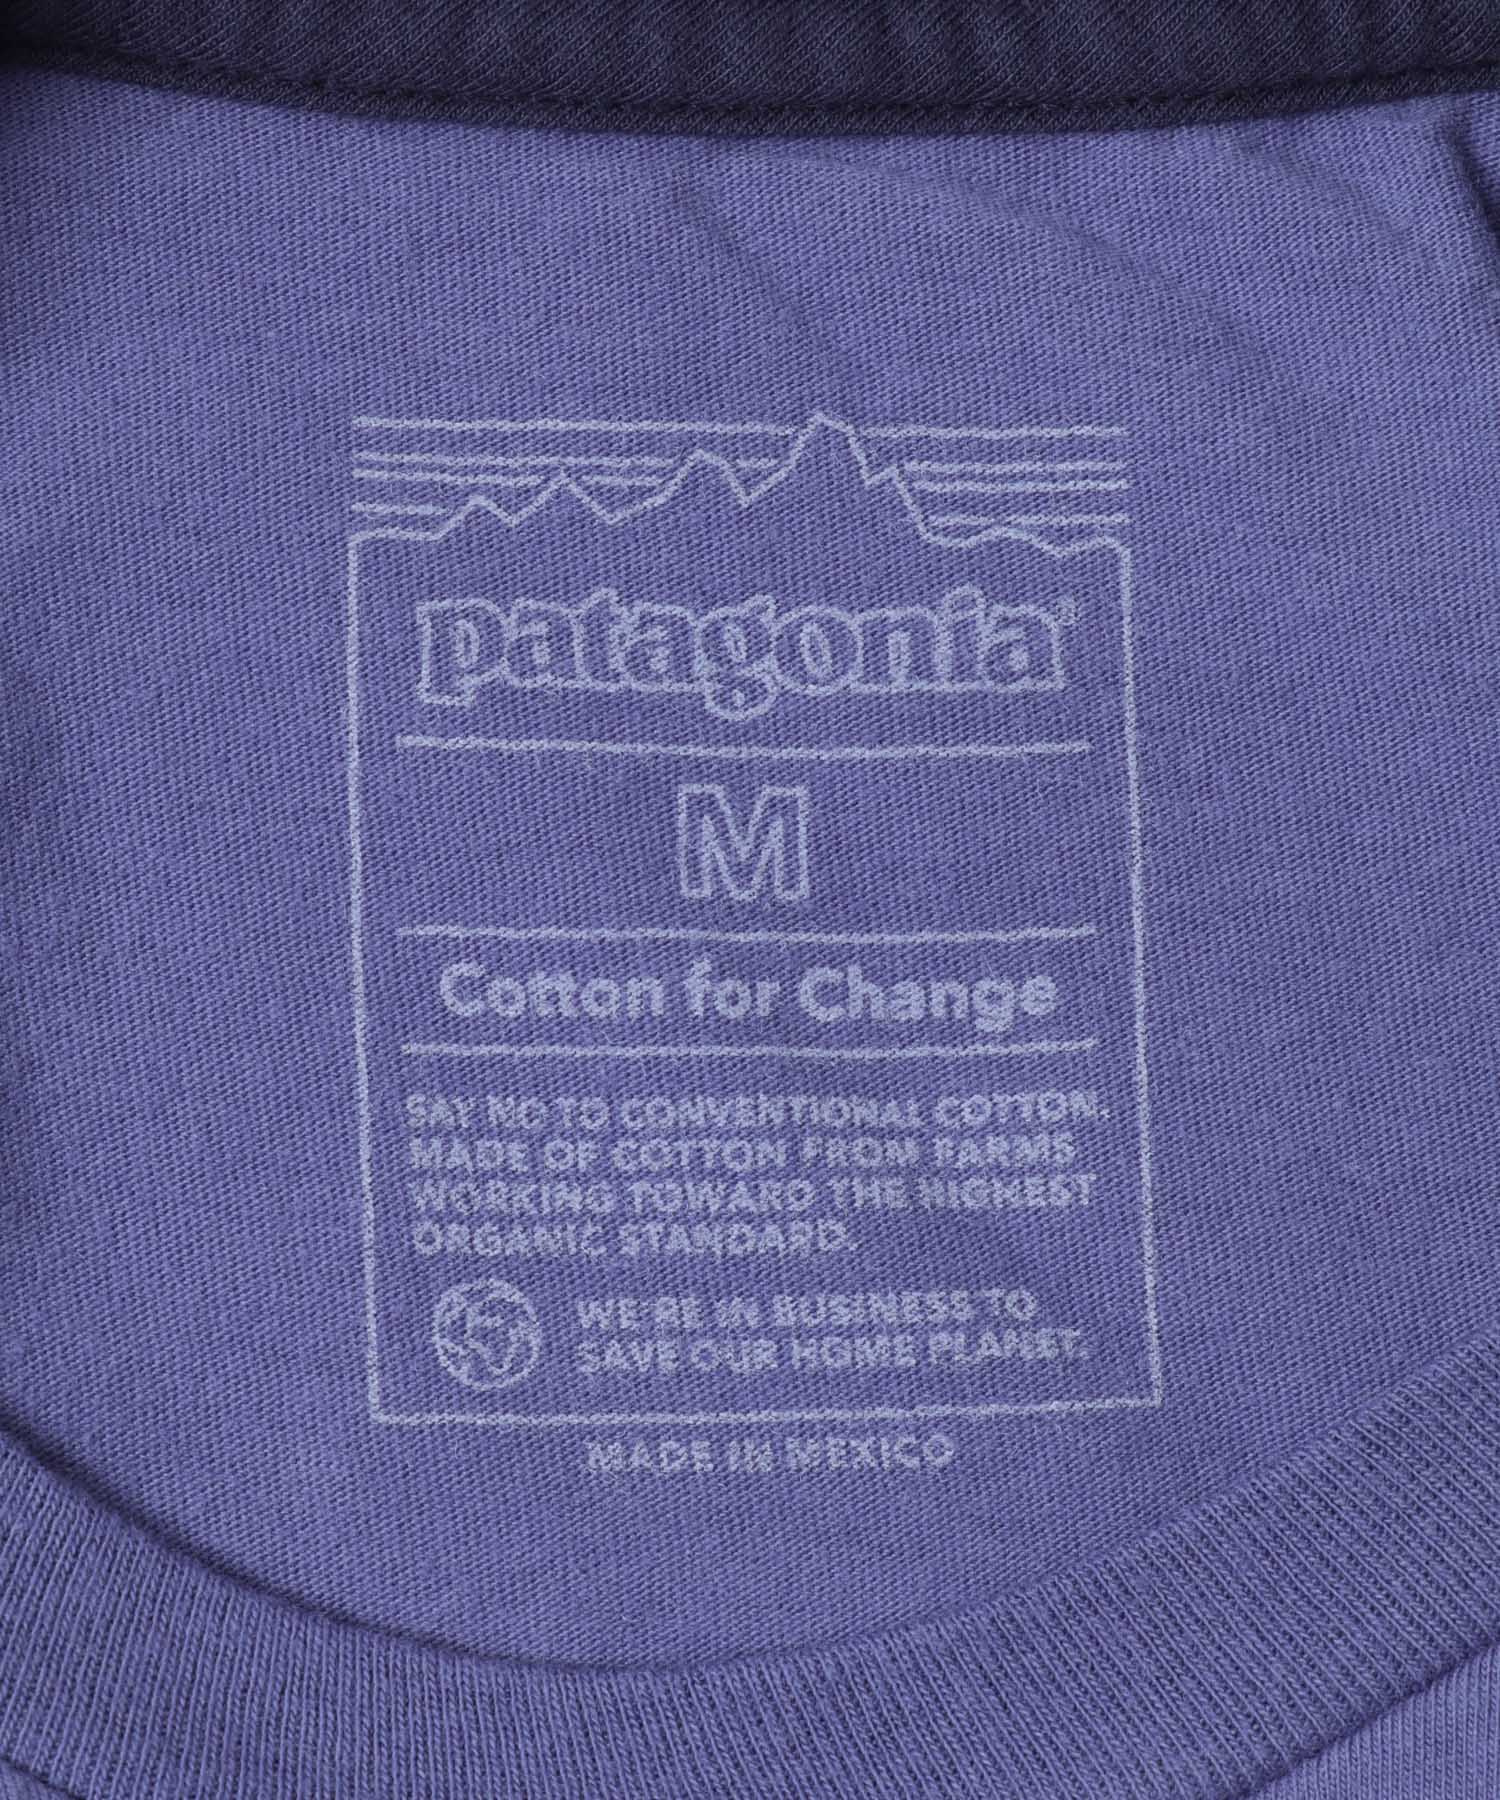 patagonia®
M
Cotton for Change
SAY NO TO CONVENTIONAL COTTON.
MADE OF COTTON FROM FARMS
WORKING TOWARD THE HIGHEST
ORGANIC STANDARD.
WE'RE IN BUSINESS TO
SAVE OUR HOME PLANET.
MADE IN MEXICO